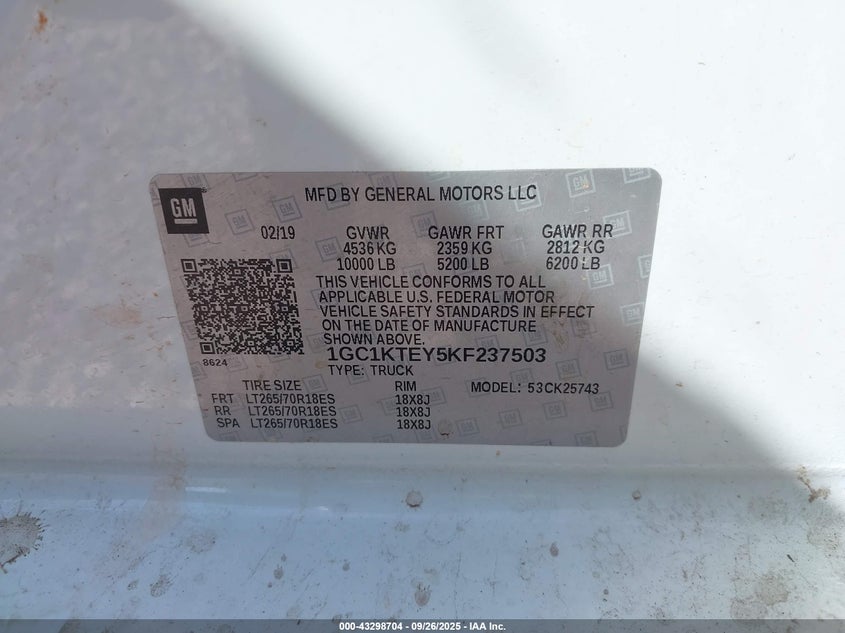 GM
MFD BY GENERAL MOTORS LLC
02/19 GVWR GAWR FRT GAWR RR
4536 KG 2359 KG 2812 KG
10000 LB 5200 LB 6200 LB
THIS VEHICLE CONFORMS TO ALL
APPLICABLE U.S. FEDERAL MOTOR
VEHICLE SAFETY STANDARDS IN EFFECT
ON THE DATE OF MANUFACTURE
SHOWN ABOVE.
8624
1GC1KTEY5KF237503
TYPE: TRUCK
TIRE SIZE RIM MODEL: 53CK25743
FRT LT265/70R18ES 18X8J
RR LT265/70R18ES 18X8J
SPA LT265/70R18ES 18X8J
000-43298704 - 09/26/2025 - IAA Inc.